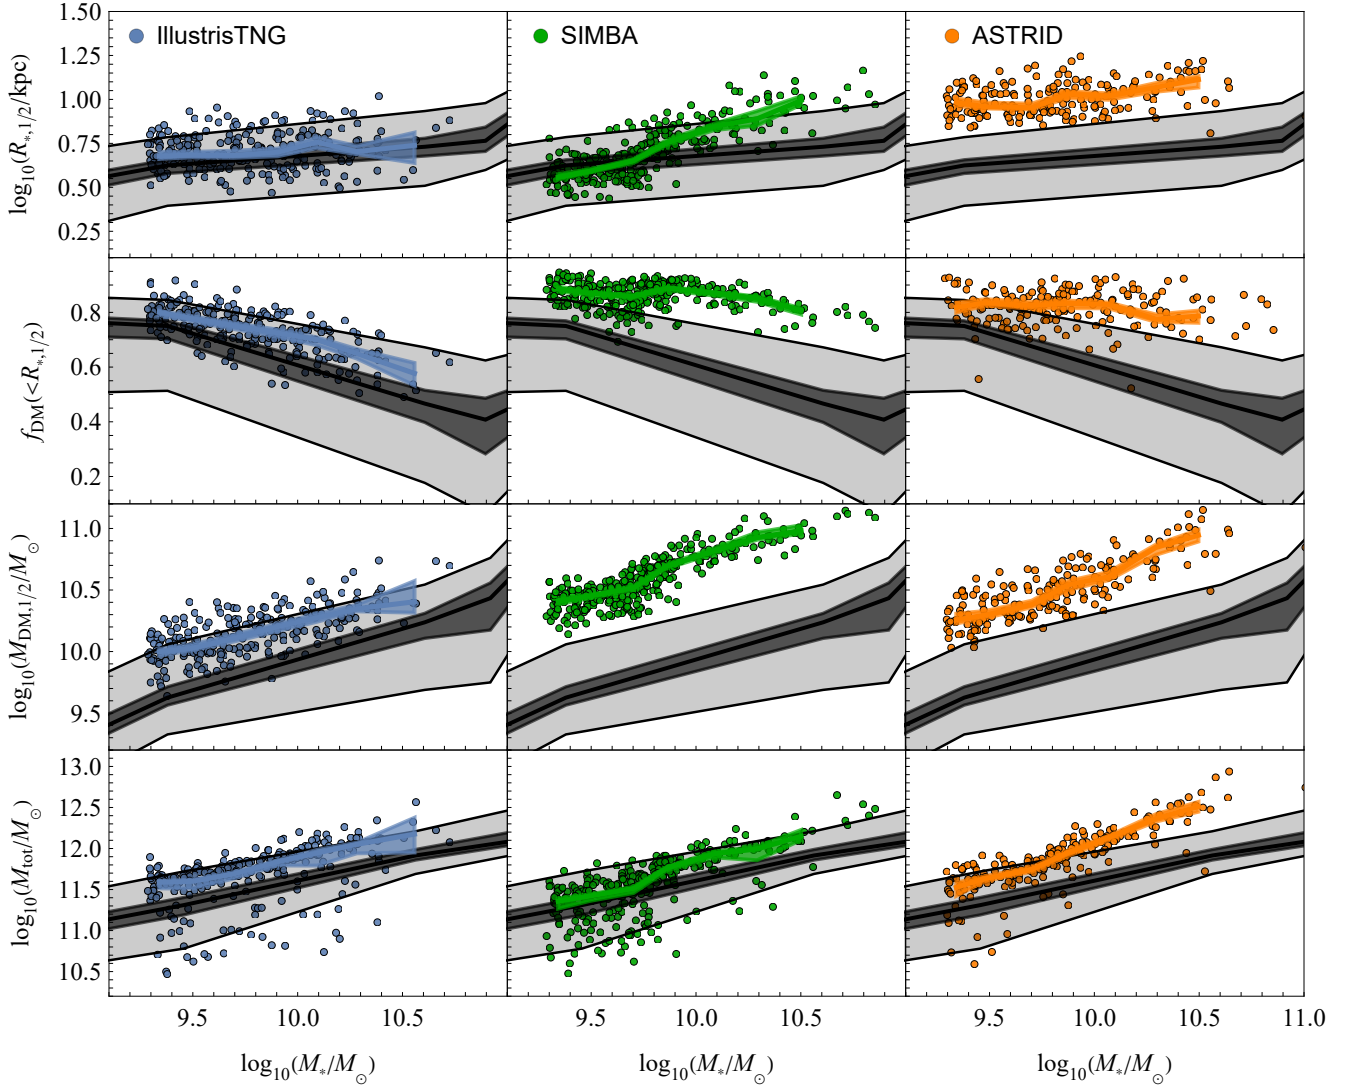 IllustrisTNG
SIMBA
ASTRID
log₁₀(R*,1/2/kpc)
1.50
1.25
1.00
0.75
0.50
0.25
f_DM(<R*,1/2)
0.8
0.6
0.4
0.2
log₁₀(M_DM,1/2/M⊙)
11.0
10.5
10.0
9.5
log₁₀(M_tot/M⊙)
13.0
12.5
12.0
11.5
11.0
10.5
9.5 10.0 10.5 9.5 10.0 10.5 9.5 10.0 10.5 11.0
log₁₀(M*/M⊙) log₁₀(M*/M⊙) log₁₀(M*/M⊙)